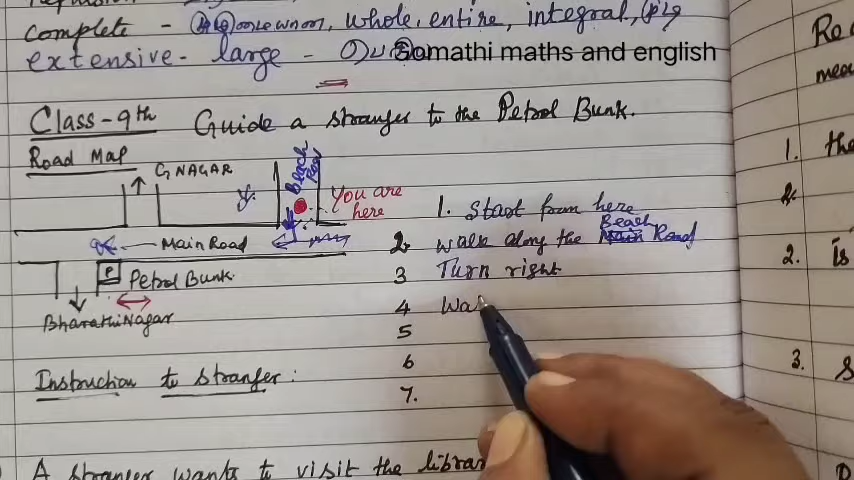 complete - whole, entire, integral,
extensive - large -
Somathi maths and english
Class-9th Guide a stranger to the Petrol Bunk.
Road Map
G NAGAR
Beach Road
You are here
Main Road
P Petrol Bunk.
BharathiNagar
Instruction to stranger:
1. Start from here
2. walk along the Beach Road
3 Turn right
4 Wa
5
6
7.
A stranger wants to visit the librar
Re
mea
1. the
2.
2. is
3. S